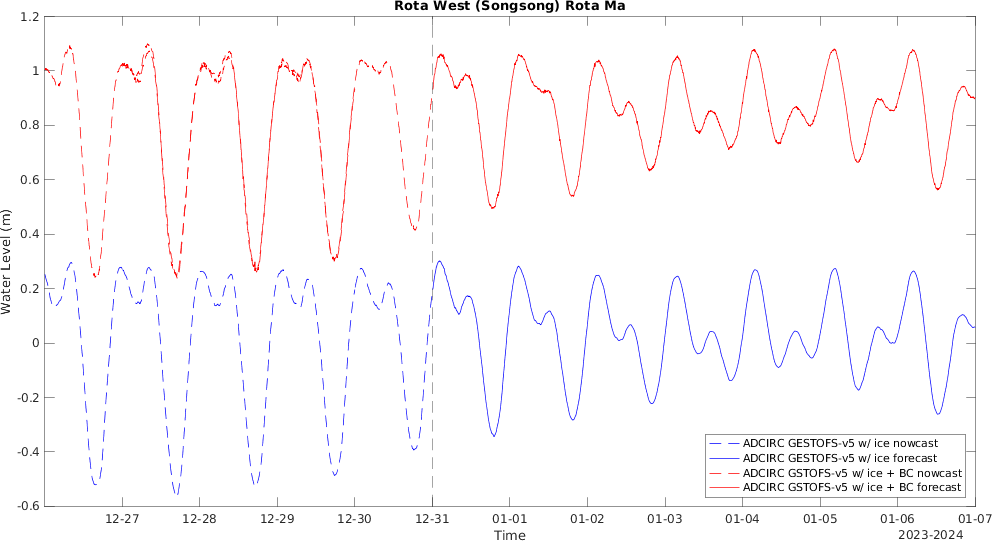 Rota West (Songsong) Rota Ma
Water Level (m)
1.2
1
0.8
0.6
0.4
0.2
0
-0.2
-0.4
-0.6
ADCIRC GESTOFS-v5 w/ ice nowcast
ADCIRC GESTOFS-v5 w/ ice forecast
ADCIRC GSTOFS-v5 w/ ice + BC nowcast
ADCIRC GSTOFS-v5 w/ ice + BC forecast
12-27 12-28 12-29 12-30 12-31 01-01 01-02 01-03 01-04 01-05 01-06 01-07
Time
2023-2024